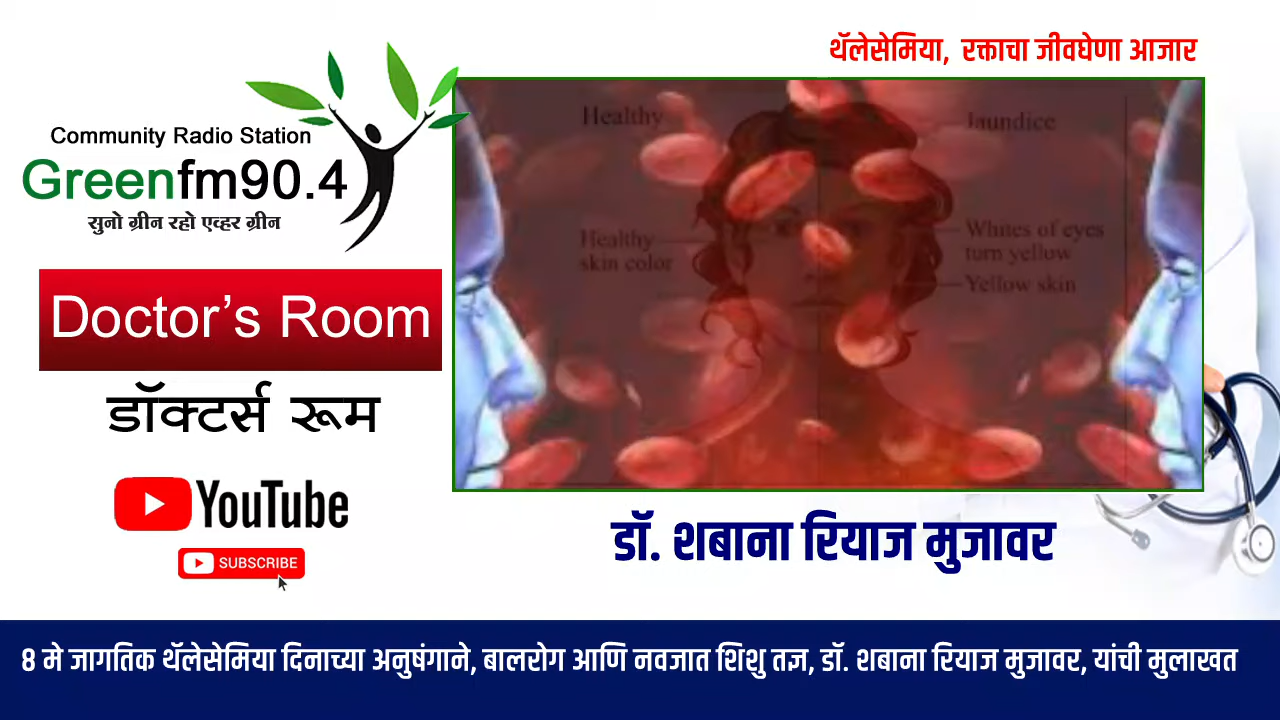 थॅलेसेमिया, रक्ताचा जीवघेणा आजार
Community Radio Station
Greenfm90.4
सुनो ग्रीन रहो एव्हर ग्रीन
Doctor's Room
डॉक्टर्स रूम
YouTube
SUBSCRIBE
Healthy
Jaundice
Healthy
skin color
Whites of eyes
turn yellow
Yellow skin
डॉ. शबाना रियाज मुजावर
8 मे जागतिक थॅलेसेमिया दिनाच्या अनुषंगाने, बालरोग आणि नवजात शिशु तज्ञ, डॉ. शबाना रियाज मुजावर, यांची मुलाखत